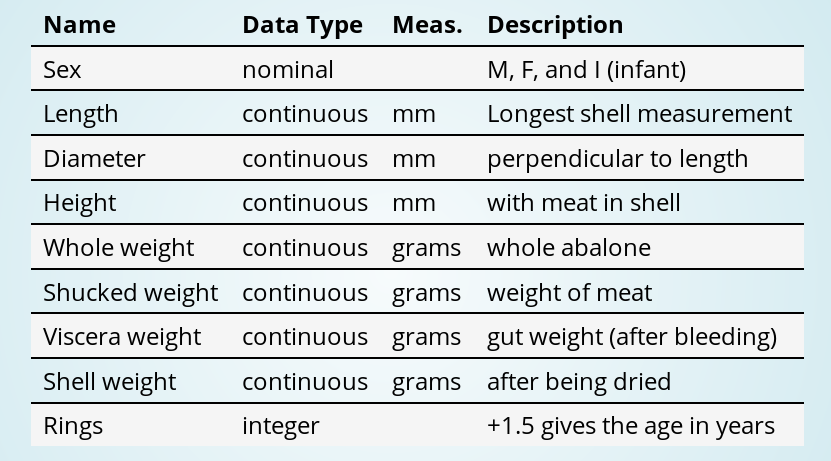 Name Data Type Meas. Description
Sex nominal M, F, and I (infant)
Length continuous mm Longest shell measurement
Diameter continuous mm perpendicular to length
Height continuous mm with meat in shell
Whole weight continuous grams whole abalone
Shucked weight continuous grams weight of meat
Viscera weight continuous grams gut weight (after bleeding)
Shell weight continuous grams after being dried
Rings integer +1.5 gives the age in years